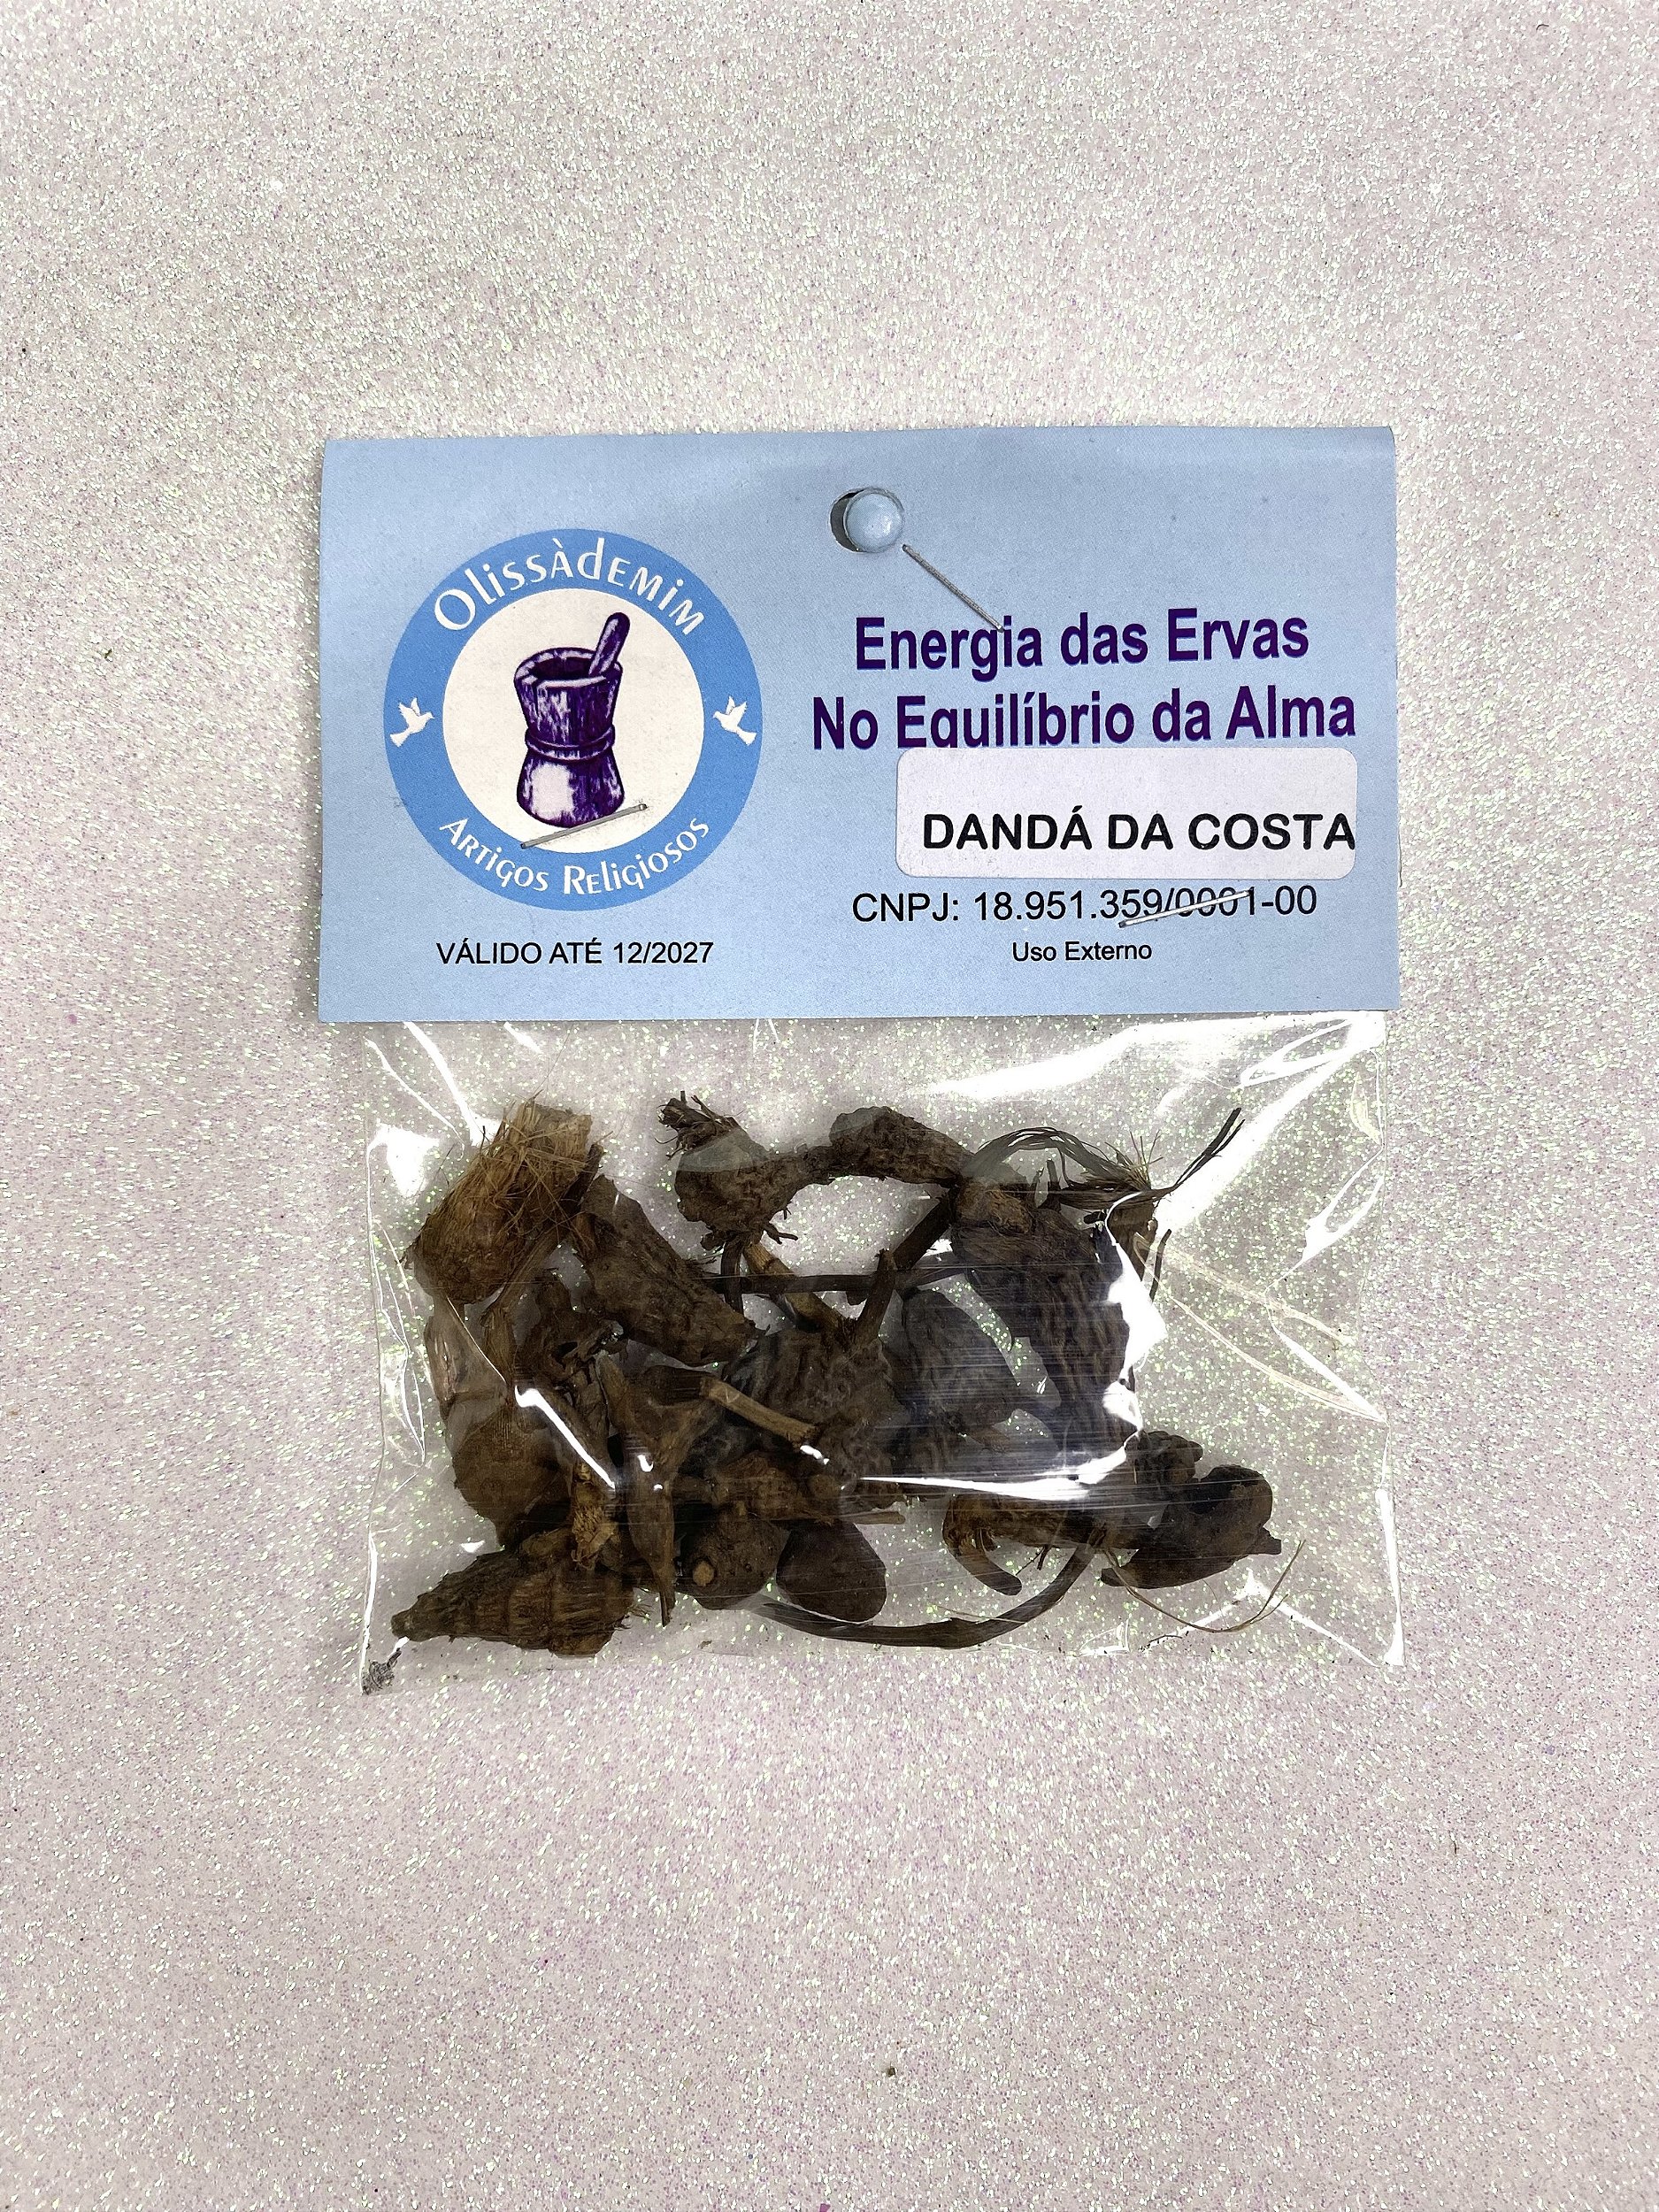 OlissÀdemim
Artigos Religiosos
VÁLIDO ATÉ 12/2027
Energia das Ervas
No Equilíbrio da Alma
DANDÁ DA COSTA
CNPJ: 18.951.359/0001-00
Uso Externo